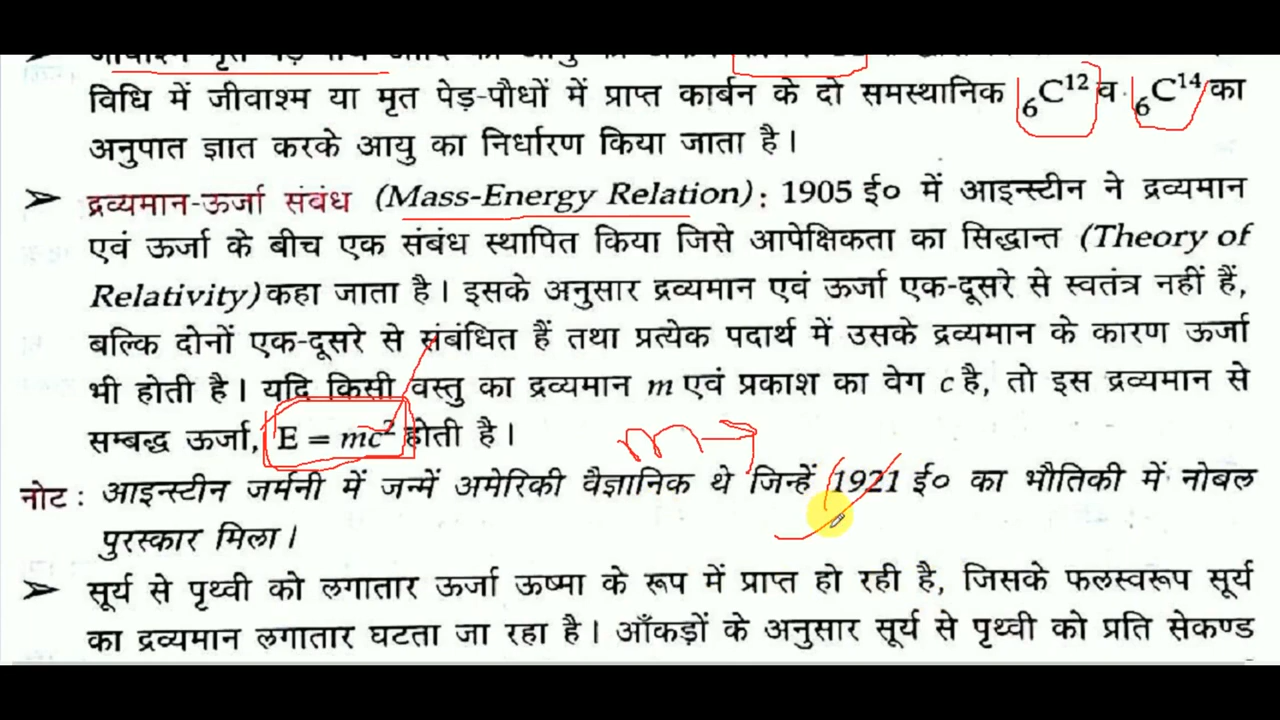 विधि में जीवाश्म या मृत पेड़-पौधों में प्राप्त कार्बन के दो समस्थानिक ₆C¹² व ₆C¹⁴ का
अनुपात ज्ञात करके आयु का निर्धारण किया जाता है।
➤ द्रव्यमान-ऊर्जा संबंध (Mass-Energy Relation): 1905 ई० में आइन्स्टीन ने द्रव्यमान
एवं ऊर्जा के बीच एक संबंध स्थापित किया जिसे आपेक्षिकता का सिद्धान्त (Theory of
Relativity) कहा जाता है। इसके अनुसार द्रव्यमान एवं ऊर्जा एक-दूसरे से स्वतंत्र नहीं हैं,
बल्कि दोनों एक-दूसरे से संबंधित हैं तथा प्रत्येक पदार्थ में उसके द्रव्यमान के कारण ऊर्जा
भी होती है। यदि किसी वस्तु का द्रव्यमान m एवं प्रकाश का वेग c है, तो इस द्रव्यमान से
सम्बद्ध ऊर्जा, E = mc² होती है।
m→
नोट: आइन्स्टीन जर्मनी में जन्में अमेरिकी वैज्ञानिक थे जिन्हें 1921 ई० का भौतिकी में नोबल
पुरस्कार मिला।
➤ सूर्य से पृथ्वी को लगातार ऊर्जा ऊष्मा के रूप में प्राप्त हो रही है, जिसके फलस्वरूप सूर्य
का द्रव्यमान लगातार घटता जा रहा है। आँकड़ों के अनुसार सूर्य से पृथ्वी को प्रति सेकण्ड